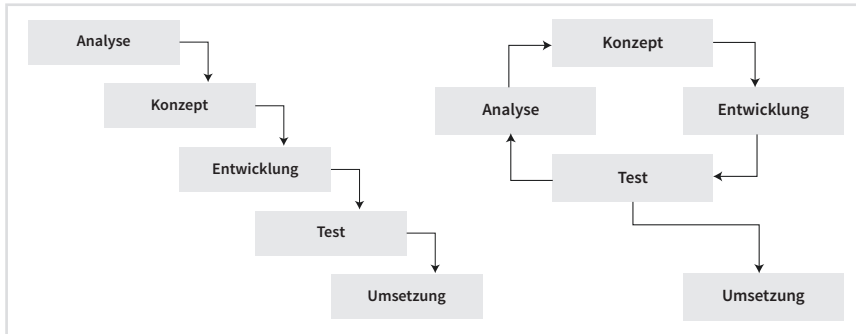 Analyse
Konzept
Entwicklung
Test
Umsetzung
Konzept
Analyse
Entwicklung
Test
Umsetzung